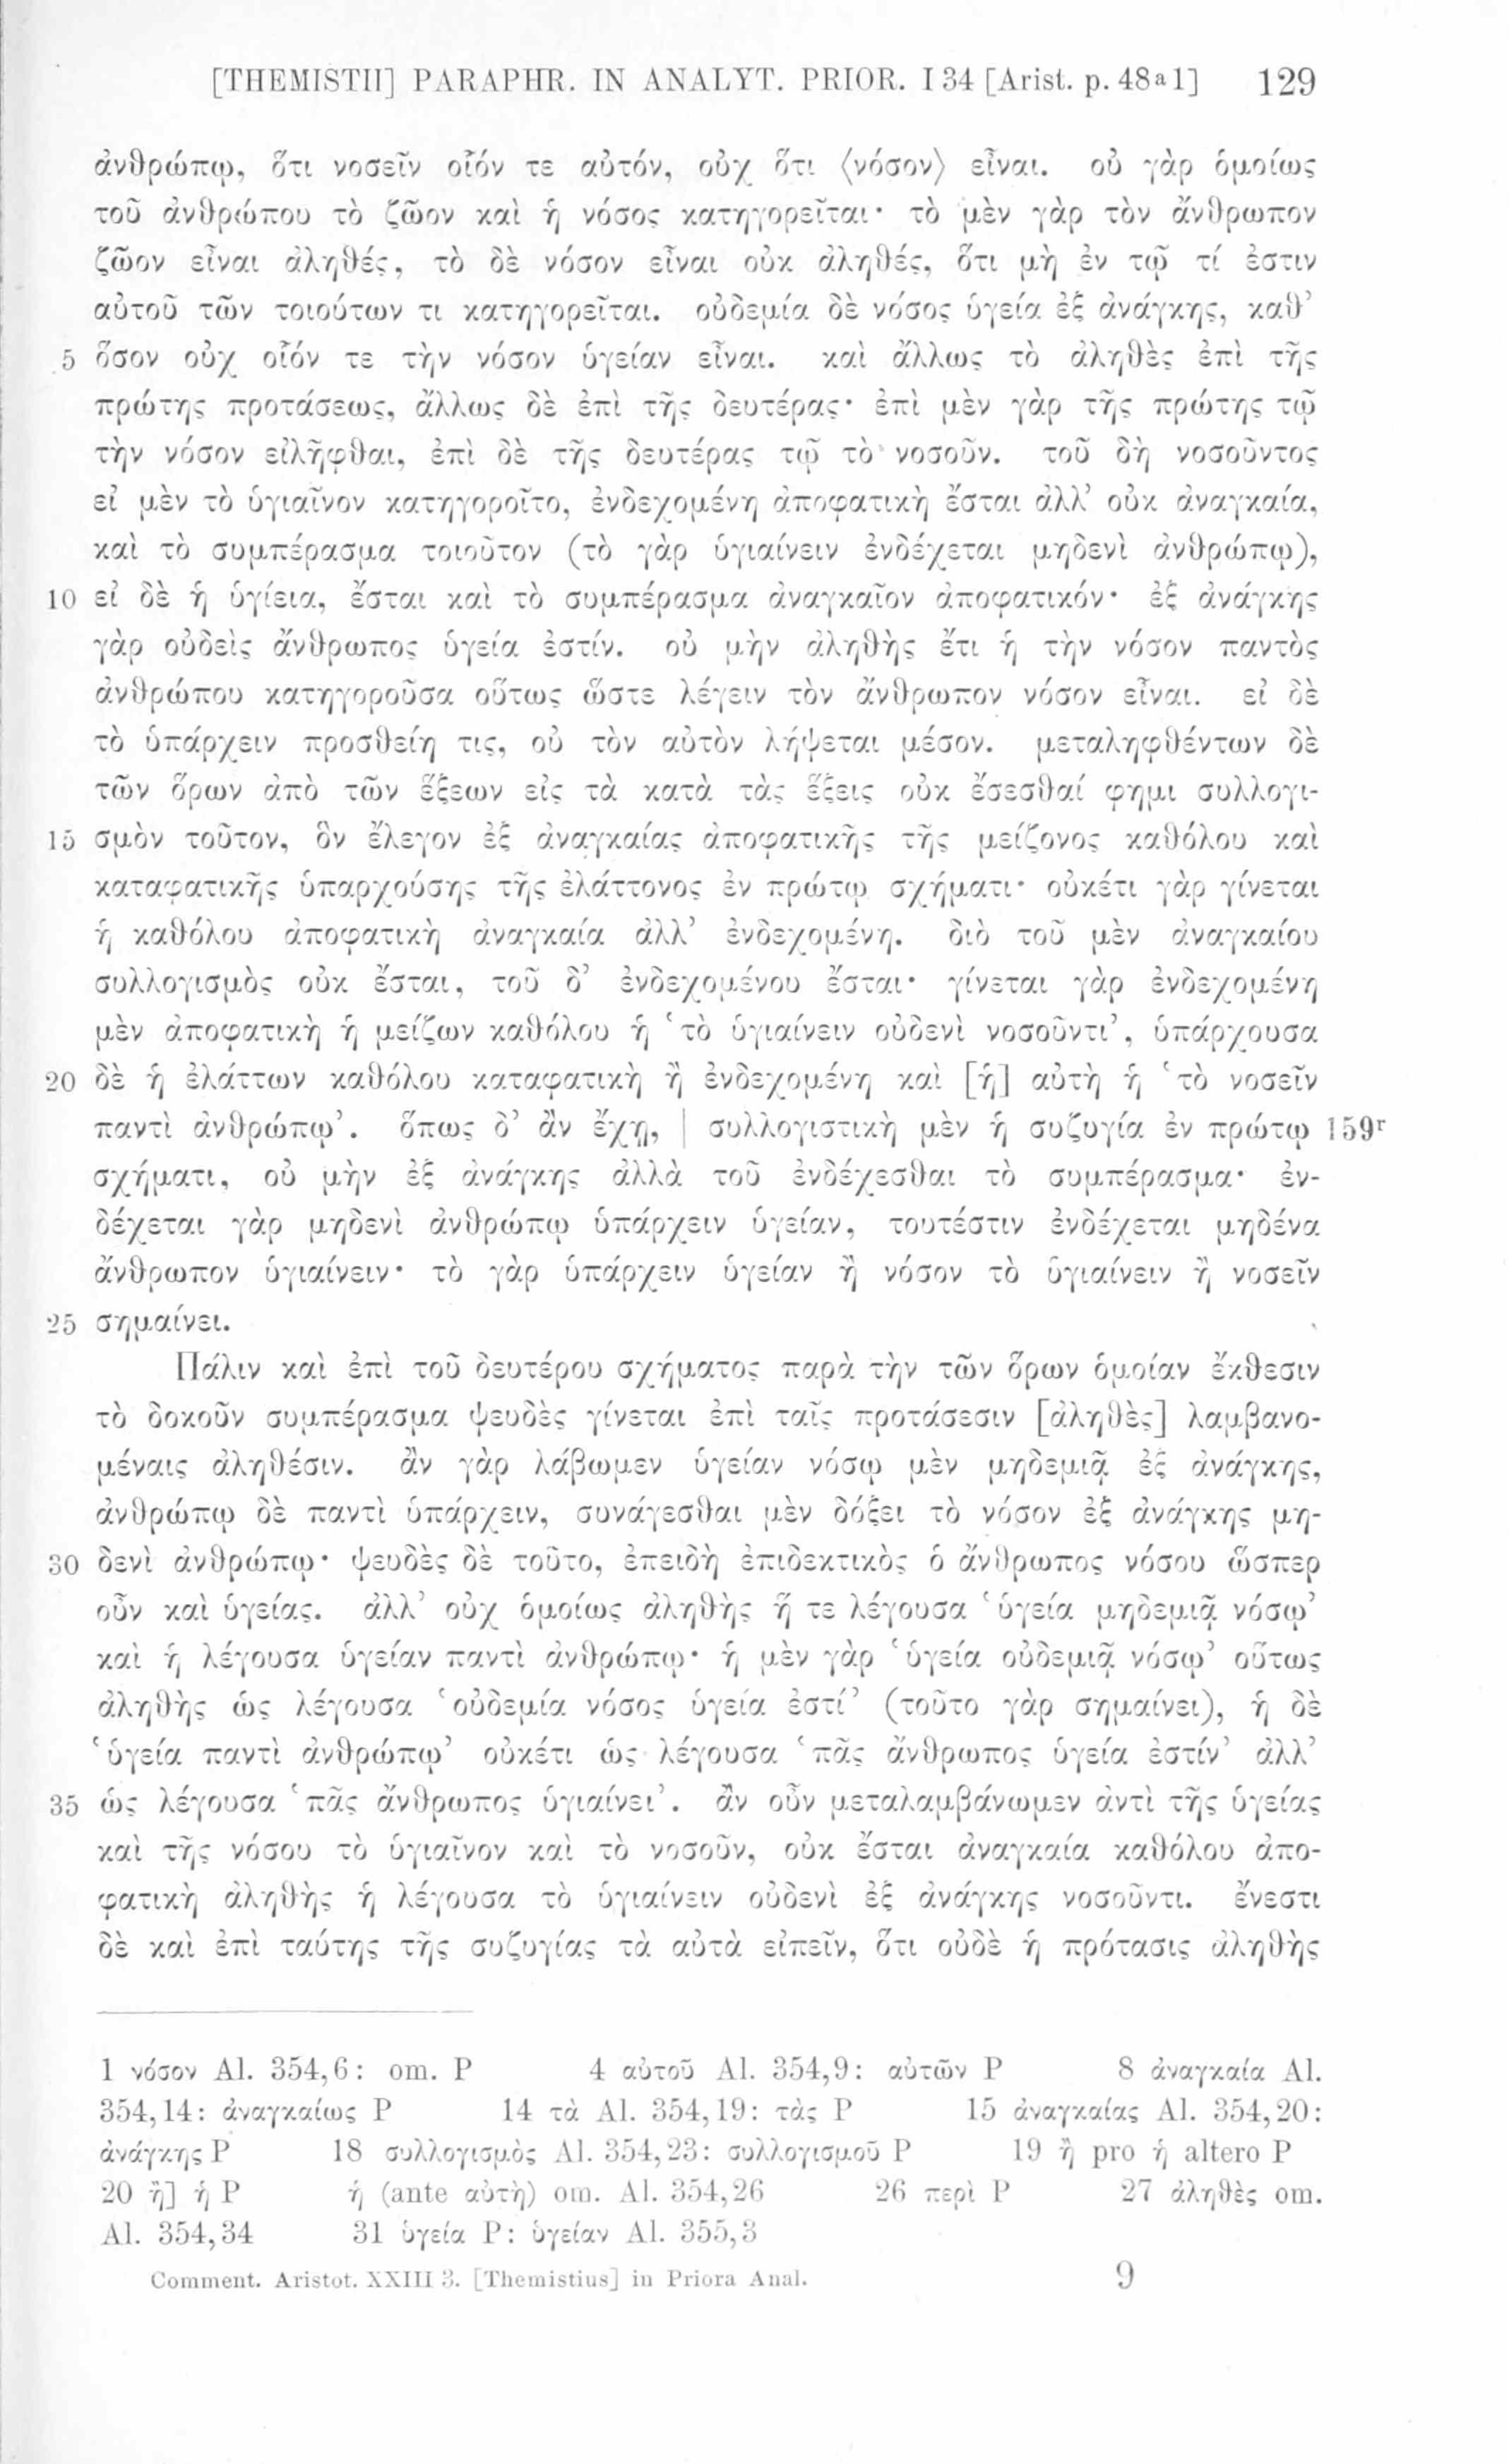 [THEMISTII] PARAPHR. IN ANALYT. PRIOR. I 34 [Arist. p. 48a1] 129
ἀνθρώπῳ, ὅτι νοσεῖν οἷόν τε αὐτόν, οὐχ ὅτι ⟨νόσον⟩ εἶναι. οὐ γὰρ ὁμοίως
τοῦ ἀνθρώπου τὸ ζῷον καὶ ἡ νόσος κατηγορεῖται· τὸ μὲν γὰρ τὸν ἄνθρωπον
ζῷον εἶναι ἀληθές, τὸ δὲ νόσον εἶναι οὐκ ἀληθές, ὅτι μὴ ἐν τῷ τί ἐστιν
αὐτοῦ τῶν τοιούτων τι κατηγορεῖται. οὐδεμία δὲ νόσος ὑγεία ἐξ ἀνάγκης, καθ’
5 ὅσον οὐχ οἷόν τε τὴν νόσον ὑγείαν εἶναι. καὶ ἄλλως τὸ ἀληθὲς ἐπὶ τῆς
πρώτης προτάσεως, ἄλλως δὲ ἐπὶ τῆς δευτέρας· ἐπὶ μὲν γὰρ τῆς πρώτης τῷ
τὴν νόσον εἰλῆφθαι, ἐπὶ δὲ τῆς δευτέρας τῷ τὸ νοσοῦν. τοῦ δὴ νοσοῦντος
εἰ μὲν τὸ ὑγιαῖνον κατηγοροῖτο, ἐνδεχομένη ἀποφατικὴ ἔσται ἀλλ’ οὐκ ἀναγκαία,
καὶ τὸ συμπέρασμα τοιοῦτον (τὸ γὰρ ὑγιαίνειν ἐνδέχεται μηδενὶ ἀνθρώπῳ),
10 εἰ δὲ ἡ ὑγίεια, ἔσται καὶ τὸ συμπέρασμα ἀναγκαῖον ἀποφατικόν· ἐξ ἀνάγκης
γὰρ οὐδεὶς ἄνθρωπος ὑγεία ἐστίν. οὐ μὴν ἀληθὴς ἔτι ἡ τὴν νόσον παντὸς
ἀνθρώπου κατηγοροῦσα οὕτως ὥστε λέγειν τὸν ἄνθρωπον νόσον εἶναι. εἰ δὲ
τὸ ὑπάρχειν προσθείη τις, οὐ τὸν αὐτὸν λήψεται μέσον. μεταληφθέντων δὲ
τῶν ὅρων ἀπὸ τῶν ἕξεων εἰς τὰ κατὰ τὰς ἕξεις οὐκ ἔσεσθαί φημι συλλογι-
15 σμὸν τοῦτον, ὃν ἔλεγον ἐξ ἀναγκαίας ἀποφατικῆς τῆς μείζονος καθόλου καὶ
καταφατικῆς ὑπαρχούσης τῆς ἐλάττονος ἐν πρώτῳ σχήματι· οὐκέτι γὰρ γίνεται
ἡ καθόλου ἀποφατικὴ ἀναγκαία ἀλλ’ ἐνδεχομένη. διὸ τοῦ μὲν ἀναγκαίου
συλλογισμὸς οὐκ ἔσται, τοῦ δ’ ἐνδεχομένου ἔσται· γίνεται γὰρ ἐνδεχομένη
μὲν ἀποφατικὴ ἡ μείζων καθόλου ἡ ‘τὸ ὑγιαίνειν οὐδενὶ νοσοῦντι’, ὑπάρχουσα
20 δὲ ἡ ἐλάττων καθόλου καταφατικὴ ἢ ἐνδεχομένη καὶ [ἡ] αὐτὴ ἡ ‘τὸ νοσεῖν
παντὶ ἀνθρώπῳ’. ὅπως δ’ ἂν ἔχῃ, | συλλογιστικὴ μὲν ἡ συζυγία ἐν πρώτῳ 159r
σχήματι, οὐ μὴν ἐξ ἀνάγκης ἀλλὰ τοῦ ἐνδέχεσθαι τὸ συμπέρασμα· ἐν-
δέχεται γὰρ μηδενὶ ἀνθρώπῳ ὑπάρχειν ὑγείαν, τουτέστιν ἐνδέχεται μηδένα
ἄνθρωπον ὑγιαίνειν· τὸ γὰρ ὑπάρχειν ὑγείαν ἢ νόσον τὸ ὑγιαίνειν ἢ νοσεῖν
25 σημαίνει.
Πάλιν καὶ ἐπὶ τοῦ δευτέρου σχήματος παρὰ τὴν τῶν ὅρων ὁμοίαν ἔκθεσιν
τὸ δοκοῦν συμπέρασμα ψευδὲς γίνεται ἐπὶ ταῖς προτάσεσιν [ἀληθὲς] λαμβανο-
μέναις ἀληθέσιν. ἂν γὰρ λάβωμεν ὑγείαν νόσῳ μὲν μηδεμιᾷ ἐξ ἀνάγκης,
ἀνθρώπῳ δὲ παντὶ ὑπάρχειν, συνάγεσθαι μὲν δόξει τὸ νόσον ἐξ ἀνάγκης μη-
30 δενὶ ἀνθρώπῳ· ψευδὲς δὲ τοῦτο, ἐπειδὴ ἐπιδεκτικὸς ὁ ἄνθρωπος νόσου ὥσπερ
οὖν καὶ ὑγείας. ἀλλ’ οὐχ ὁμοίως ἀληθὴς ἥ τε λέγουσα ‘ὑγεία μηδεμιᾷ νόσῳ’
καὶ ἡ λέγουσα ὑγείαν παντὶ ἀνθρώπῳ· ἡ μὲν γὰρ ‘ὑγεία οὐδεμιᾷ νόσῳ’ οὕτως
ἀληθὴς ὡς λέγουσα ‘οὐδεμία νόσος ὑγεία ἐστί’ (τοῦτο γὰρ σημαίνει), ἡ δὲ
‘ὑγεία παντὶ ἀνθρώπῳ’ οὐκέτι ὡς λέγουσα ‘πᾶς ἄνθρωπος ὑγεία ἐστίν’ ἀλλ’
35 ὡς λέγουσα ‘πᾶς ἄνθρωπος ὑγιαίνει’. ἂν οὖν μεταλαμβάνωμεν ἀντὶ τῆς ὑγείας
καὶ τῆς νόσου τὸ ὑγιαῖνον καὶ τὸ νοσοῦν, οὐκ ἔσται ἀναγκαία καθόλου ἀπο-
φατικὴ ἀληθὴς ἡ λέγουσα τὸ ὑγιαίνειν οὐδενὶ ἐξ ἀνάγκης νοσοῦντι. ἔνεστι
δὲ καὶ ἐπὶ ταύτης τῆς συζυγίας τὰ αὐτὰ εἰπεῖν, ὅτι οὐδὲ ἡ πρότασις ἀληθὴς
1 νόσον Al. 354,6: om. P 4 αὐτοῦ Al. 354,9: αὐτῶν P 8 ἀναγκαία Al.
354,14: ἀναγκαίως P 14 τὰ Al. 354,19: τὰς P 15 ἀναγκαίας Al. 354,20:
ἀνάγκης P 18 συλλογισμὸς Al. 354,23: συλλογισμοῦ P 19 ἢ pro ἡ altero P
20 ἢ] ἡ P ἡ (ante αὐτὴ) om. Al. 354,26 26 περὶ P 27 ἀληθὲς om.
Al. 354,34 31 ὑγεία P: ὑγείαν Al. 355,3
Comment. Aristot. XXIII 3. [Themistius] in Priora Anal. 9